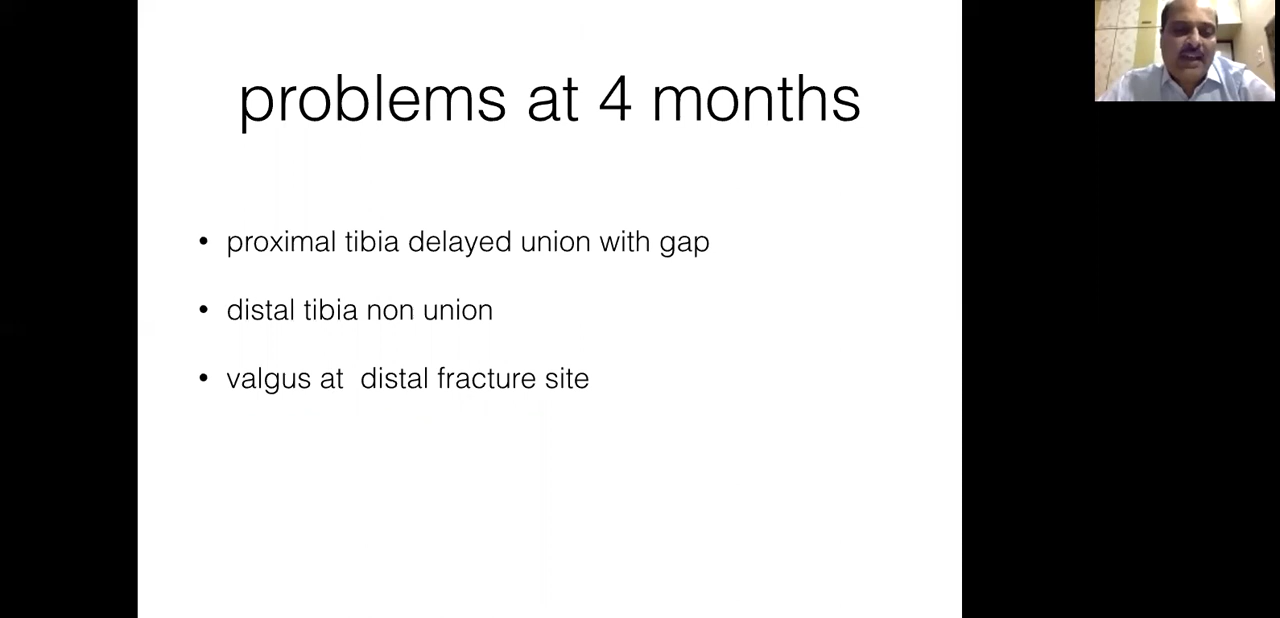 problems at 4 months
• proximal tibia delayed union with gap
• distal tibia non union
• valgus at  distal fracture site